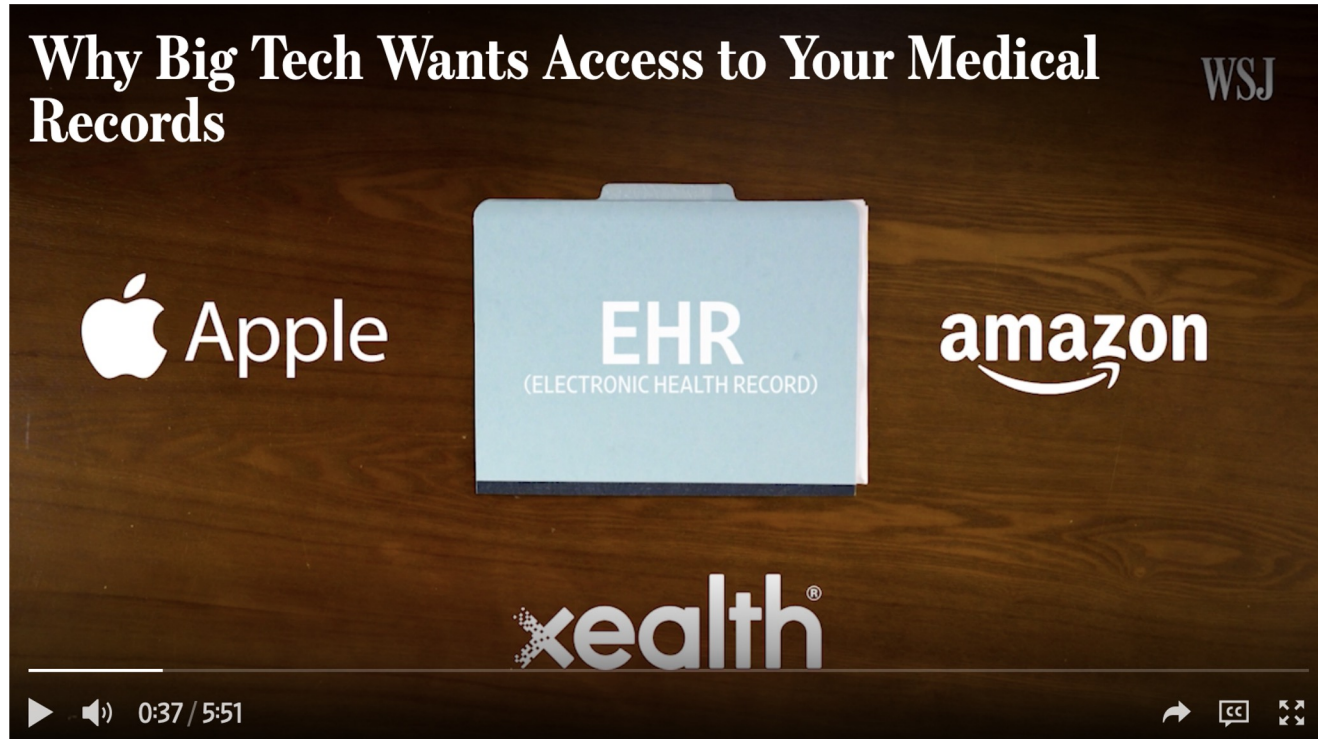 Why Big Tech Wants Access to Your Medical
Records
WSJ
Apple
EHR
(ELECTRONIC HEALTH RECORD)
amazon
xealth®
0:37 / 5:51
CC